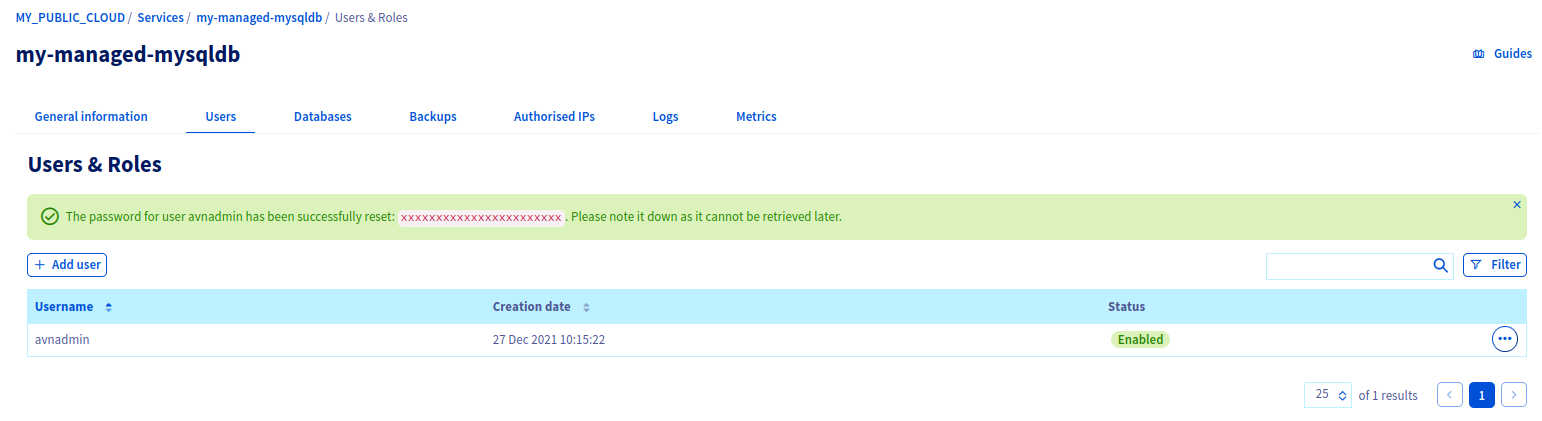 MY_PUBLIC_CLOUD / Services / my-managed-mysqldb / Users & Roles
my-managed-mysqldb
Guides
General information Users Databases Backups Authorised IPs Logs Metrics
Users & Roles
The password for user avnadmin has been successfully reset: xxxxxxxxxxxxxxxxxxxxxxx . Please note it down as it cannot be retrieved later.
+ Add user
Filter
Username Creation date Status
avnadmin 27 Dec 2021 10:15:22 Enabled
25 of 1 results 1